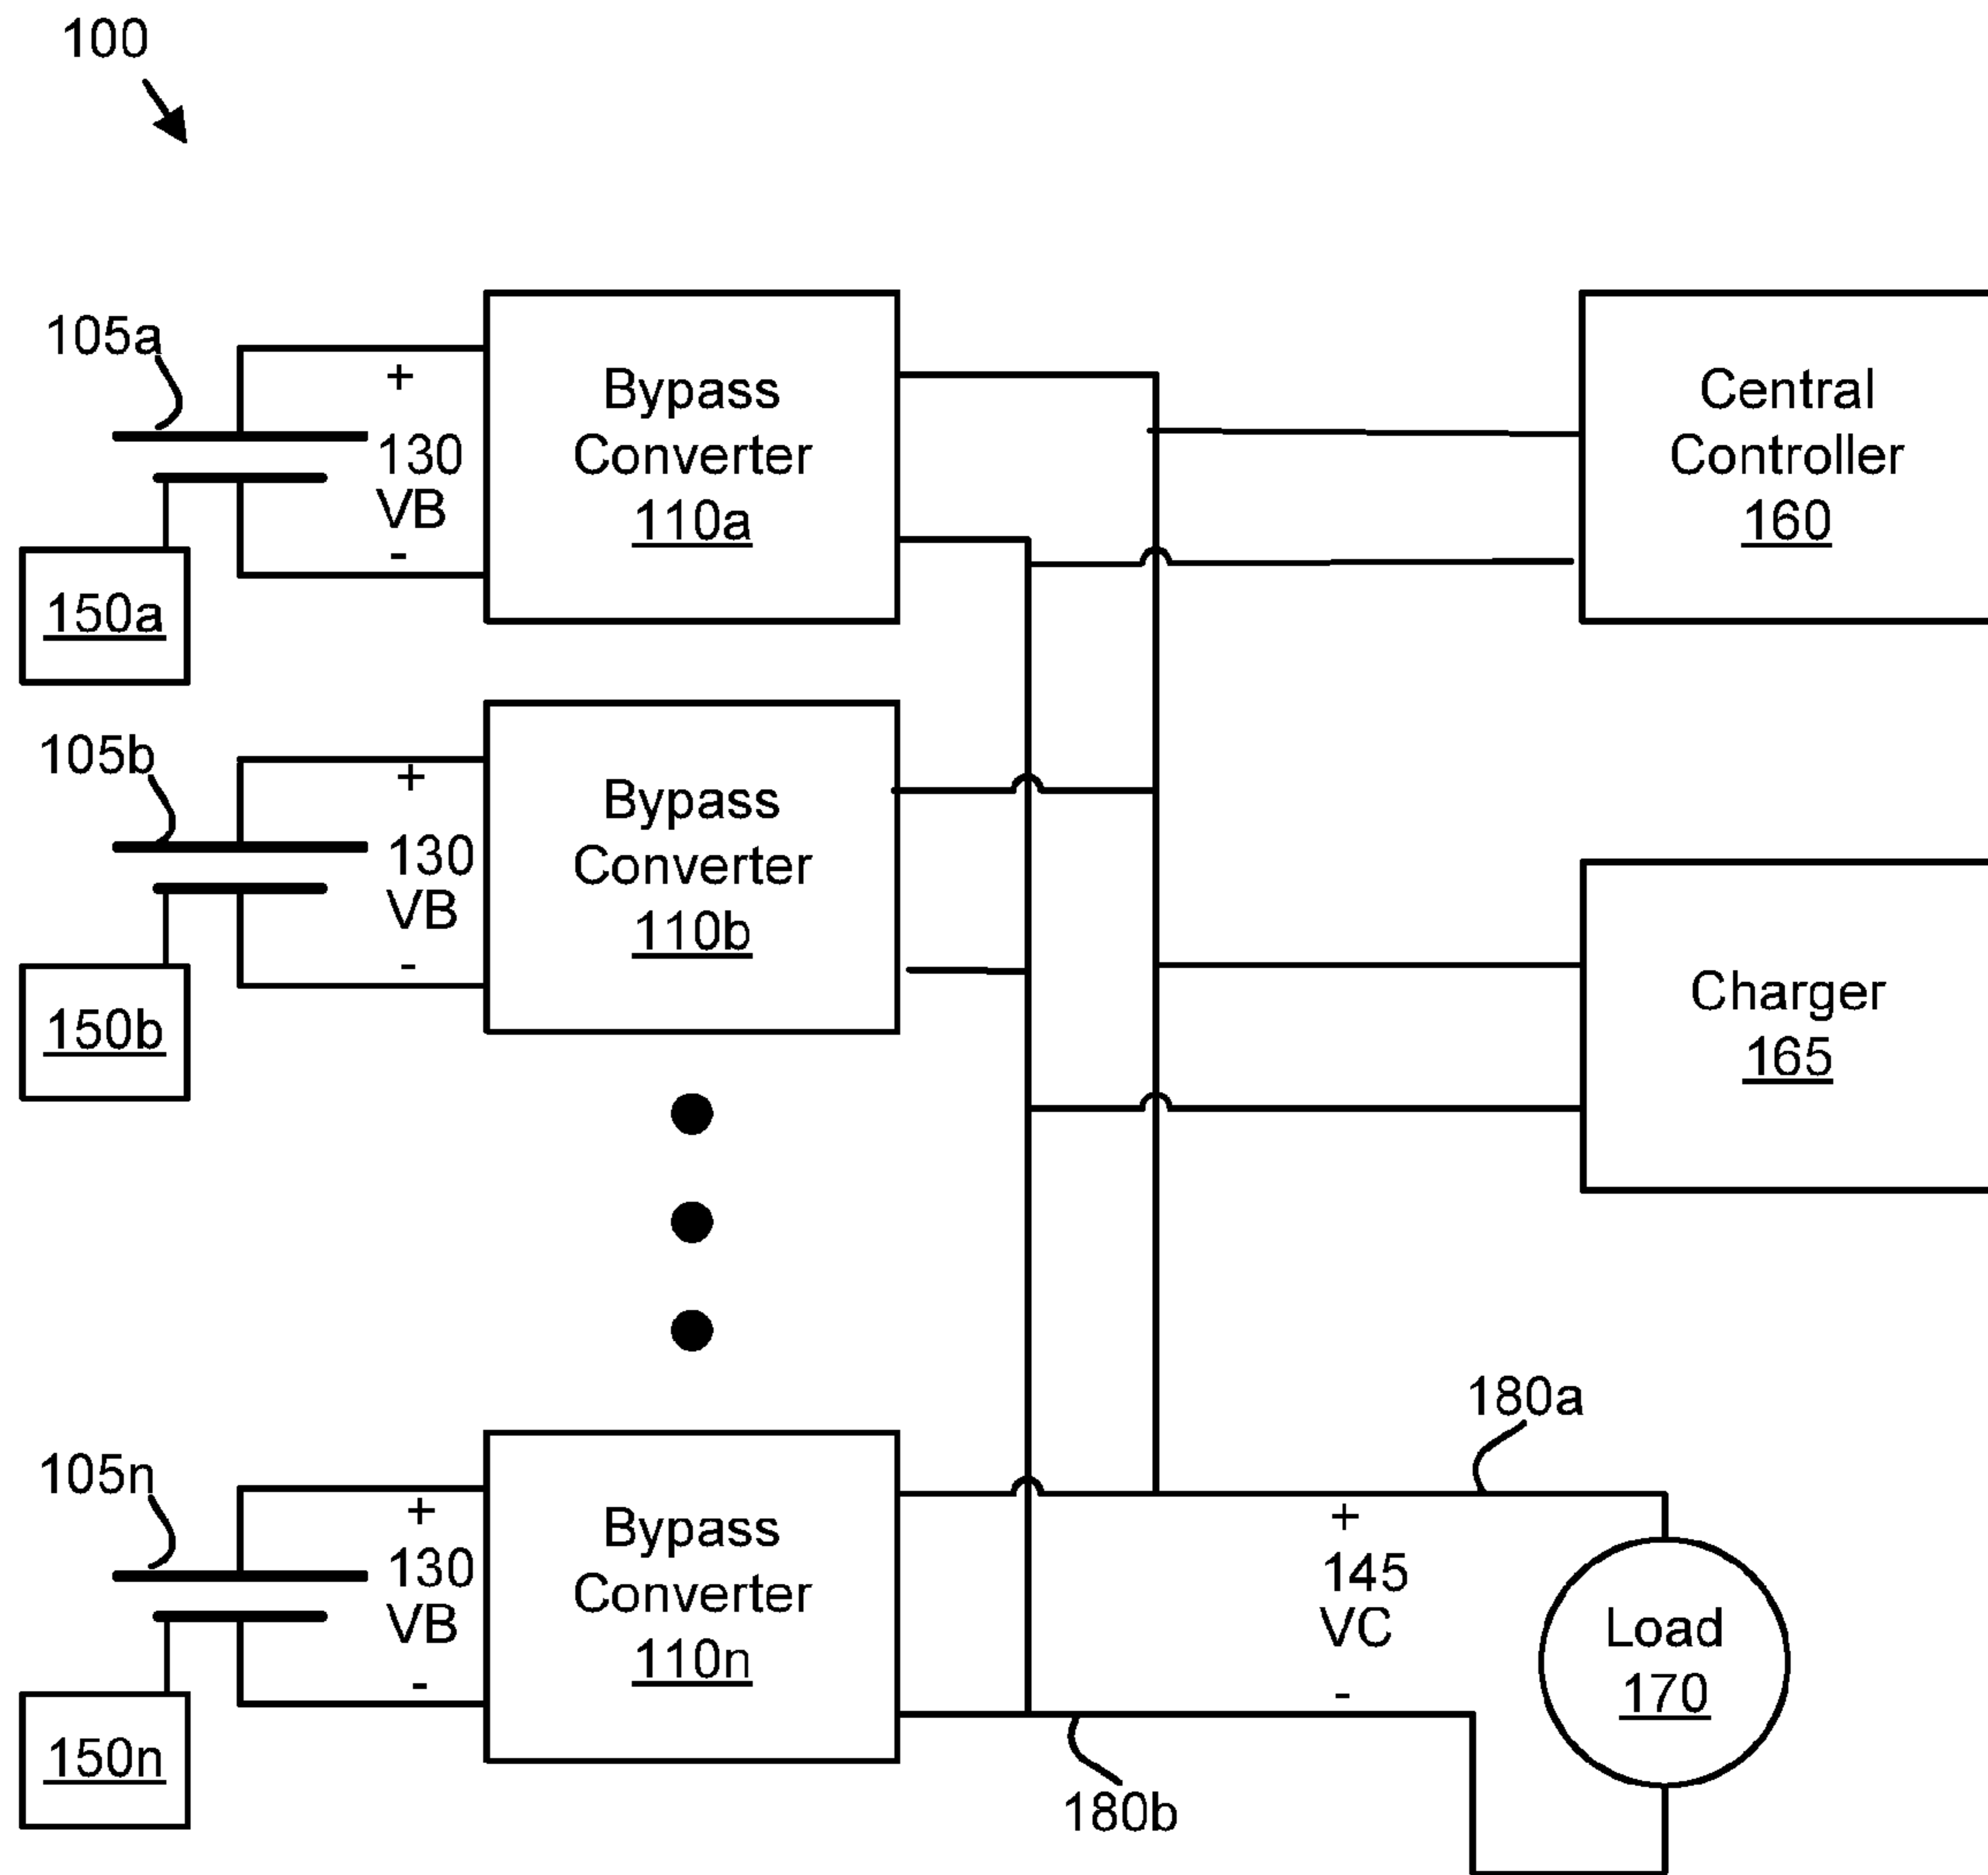 100
105a
+
130
VB
-
150a
Bypass
Converter
110a
Central
Controller
160
105b
+
130
VB
-
150b
Bypass
Converter
110b
Charger
165
105n
+
130
VB
-
150n
Bypass
Converter
110n
180a
+
145
VC
-
180b
Load
170